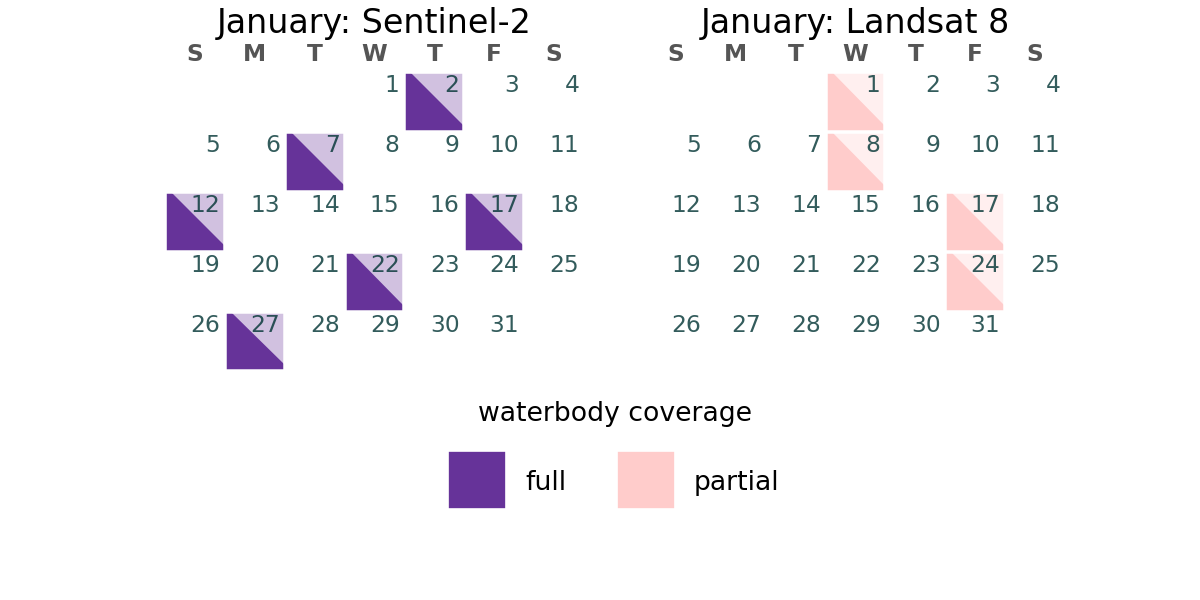 January: Sentinel-2
S M T W T F S
1 2 3 4
5 6 7 8 9 10 11
12 13 14 15 16 17 18
19 20 21 22 23 24 25
26 27 28 29 30 31
January: Landsat 8
S M T W T F S
1 2 3 4
5 6 7 8 9 10 11
12 13 14 15 16 17 18
19 20 21 22 23 24 25
26 27 28 29 30 31
waterbody coverage
full partial